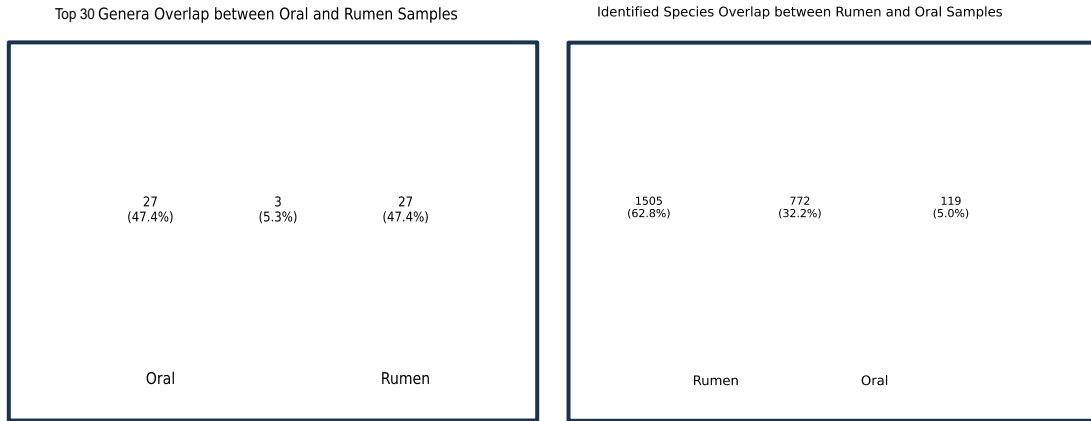 Top 30 Genera Overlap between Oral and Rumen Samples
27
(47.4%)
3
(5.3%)
27
(47.4%)
Oral
Rumen
Identified Species Overlap between Rumen and Oral Samples
1505
(62.8%)
772
(32.2%)
119
(5.0%)
Rumen
Oral